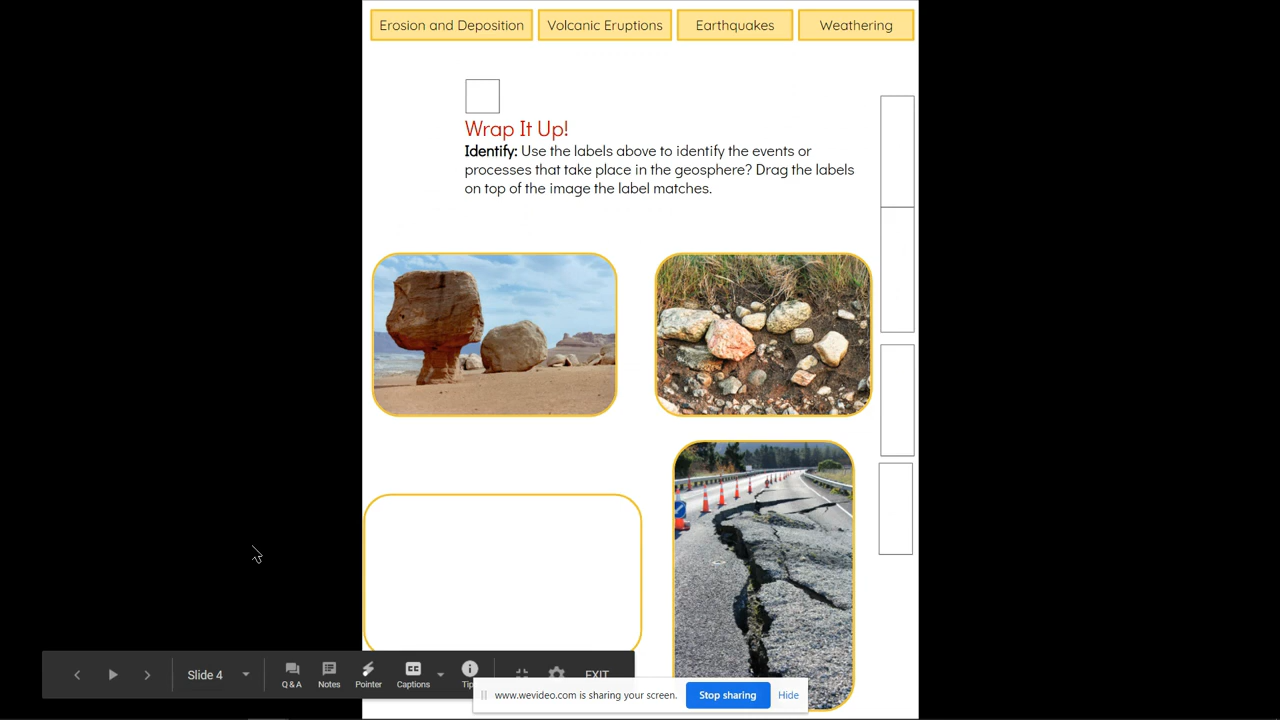 Erosion and Deposition
Volcanic Eruptions
Earthquakes
Weathering
Wrap It Up!
Identify: Use the labels above to identify the events or
processes that take place in the geosphere? Drag the labels
on top of the image the label matches.
Slide 4
Q & A
Notes
Pointer
CC
Captions
EXIT
www.wevideo.com is sharing your screen.
Stop sharing
Hide